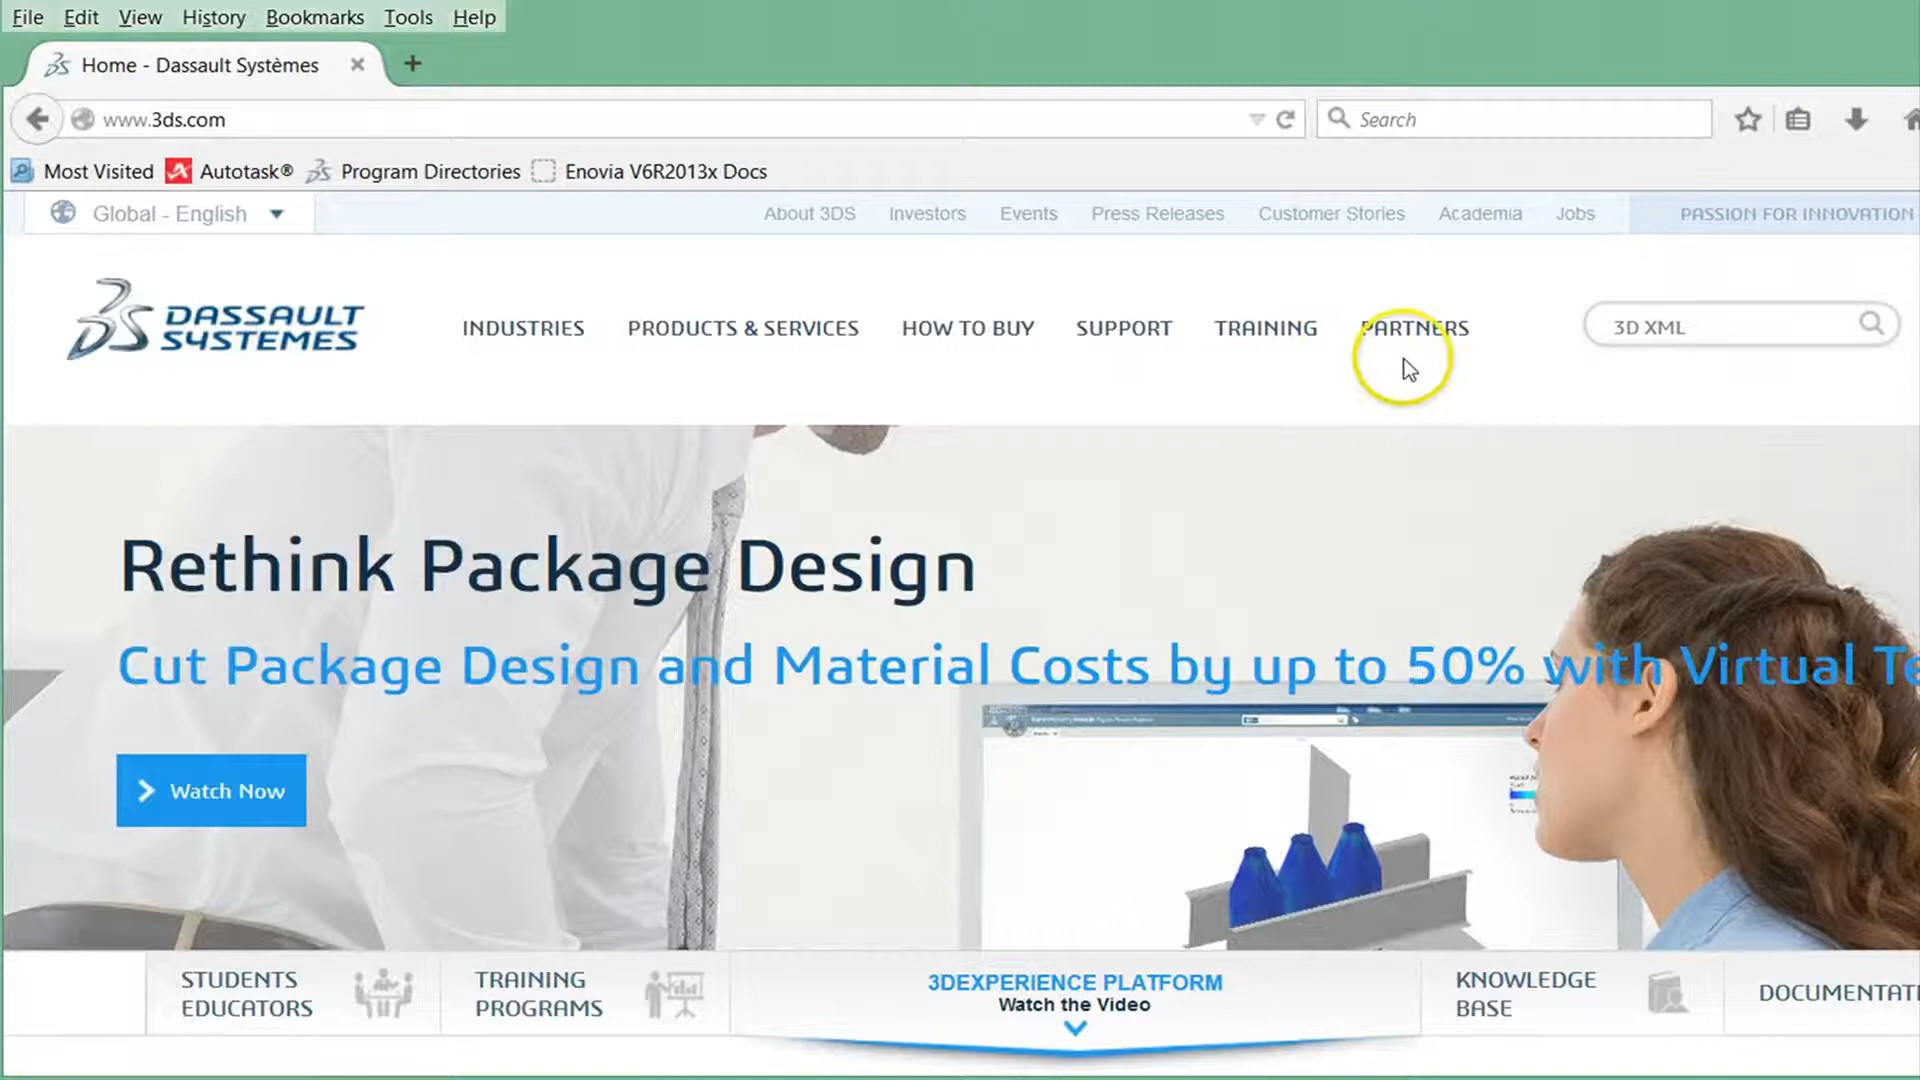 File Edit View History Bookmarks Tools Help
Home - Dassault Systèmes
www.3ds.com
Search
Most Visited Autotask® Program Directories Enovia V6R2013x Docs
Global - English
About 3DS Investors Events Press Releases Customer Stories Academia Jobs PASSION FOR INNOVATION
DASSAULT
SYSTEMES
INDUSTRIES PRODUCTS & SERVICES HOW TO BUY SUPPORT TRAINING PARTNERS
3D XML
Rethink Package Design
Cut Package Design and Material Costs by up to 50% with Virtual Te
Watch Now
STUDENTS
EDUCATORS
TRAINING
PROGRAMS
3DEXPERIENCE PLATFORM
Watch the Video
KNOWLEDGE
BASE
DOCUMENTATI